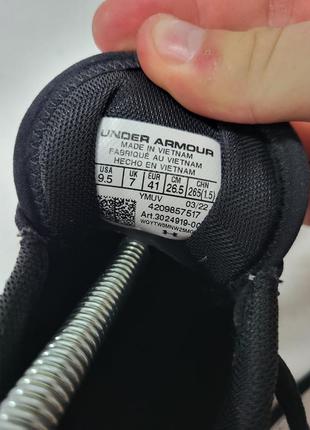 UNDER ARMOUR
MADE IN VIETNAM
FABRIQUÉ AU VIETNAM
HECHO EN VIETNAM
USA UK EUR CM CHN
9.5 7 41 26.5 265(1.5)
YMUV 03/22
4209857517
Art.3024919-00